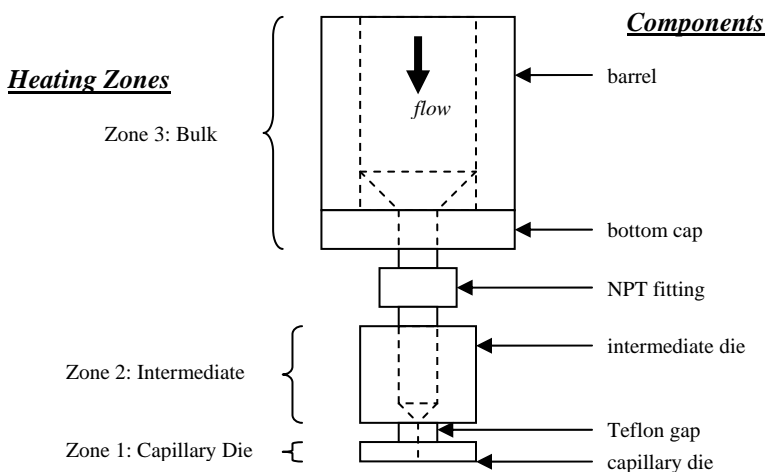 Components
Heating Zones
barrel
flow
Zone 3: Bulk
bottom cap
NPT fitting
intermediate die
Zone 2: Intermediate
Teflon gap
Zone 1: Capillary Die
capillary die